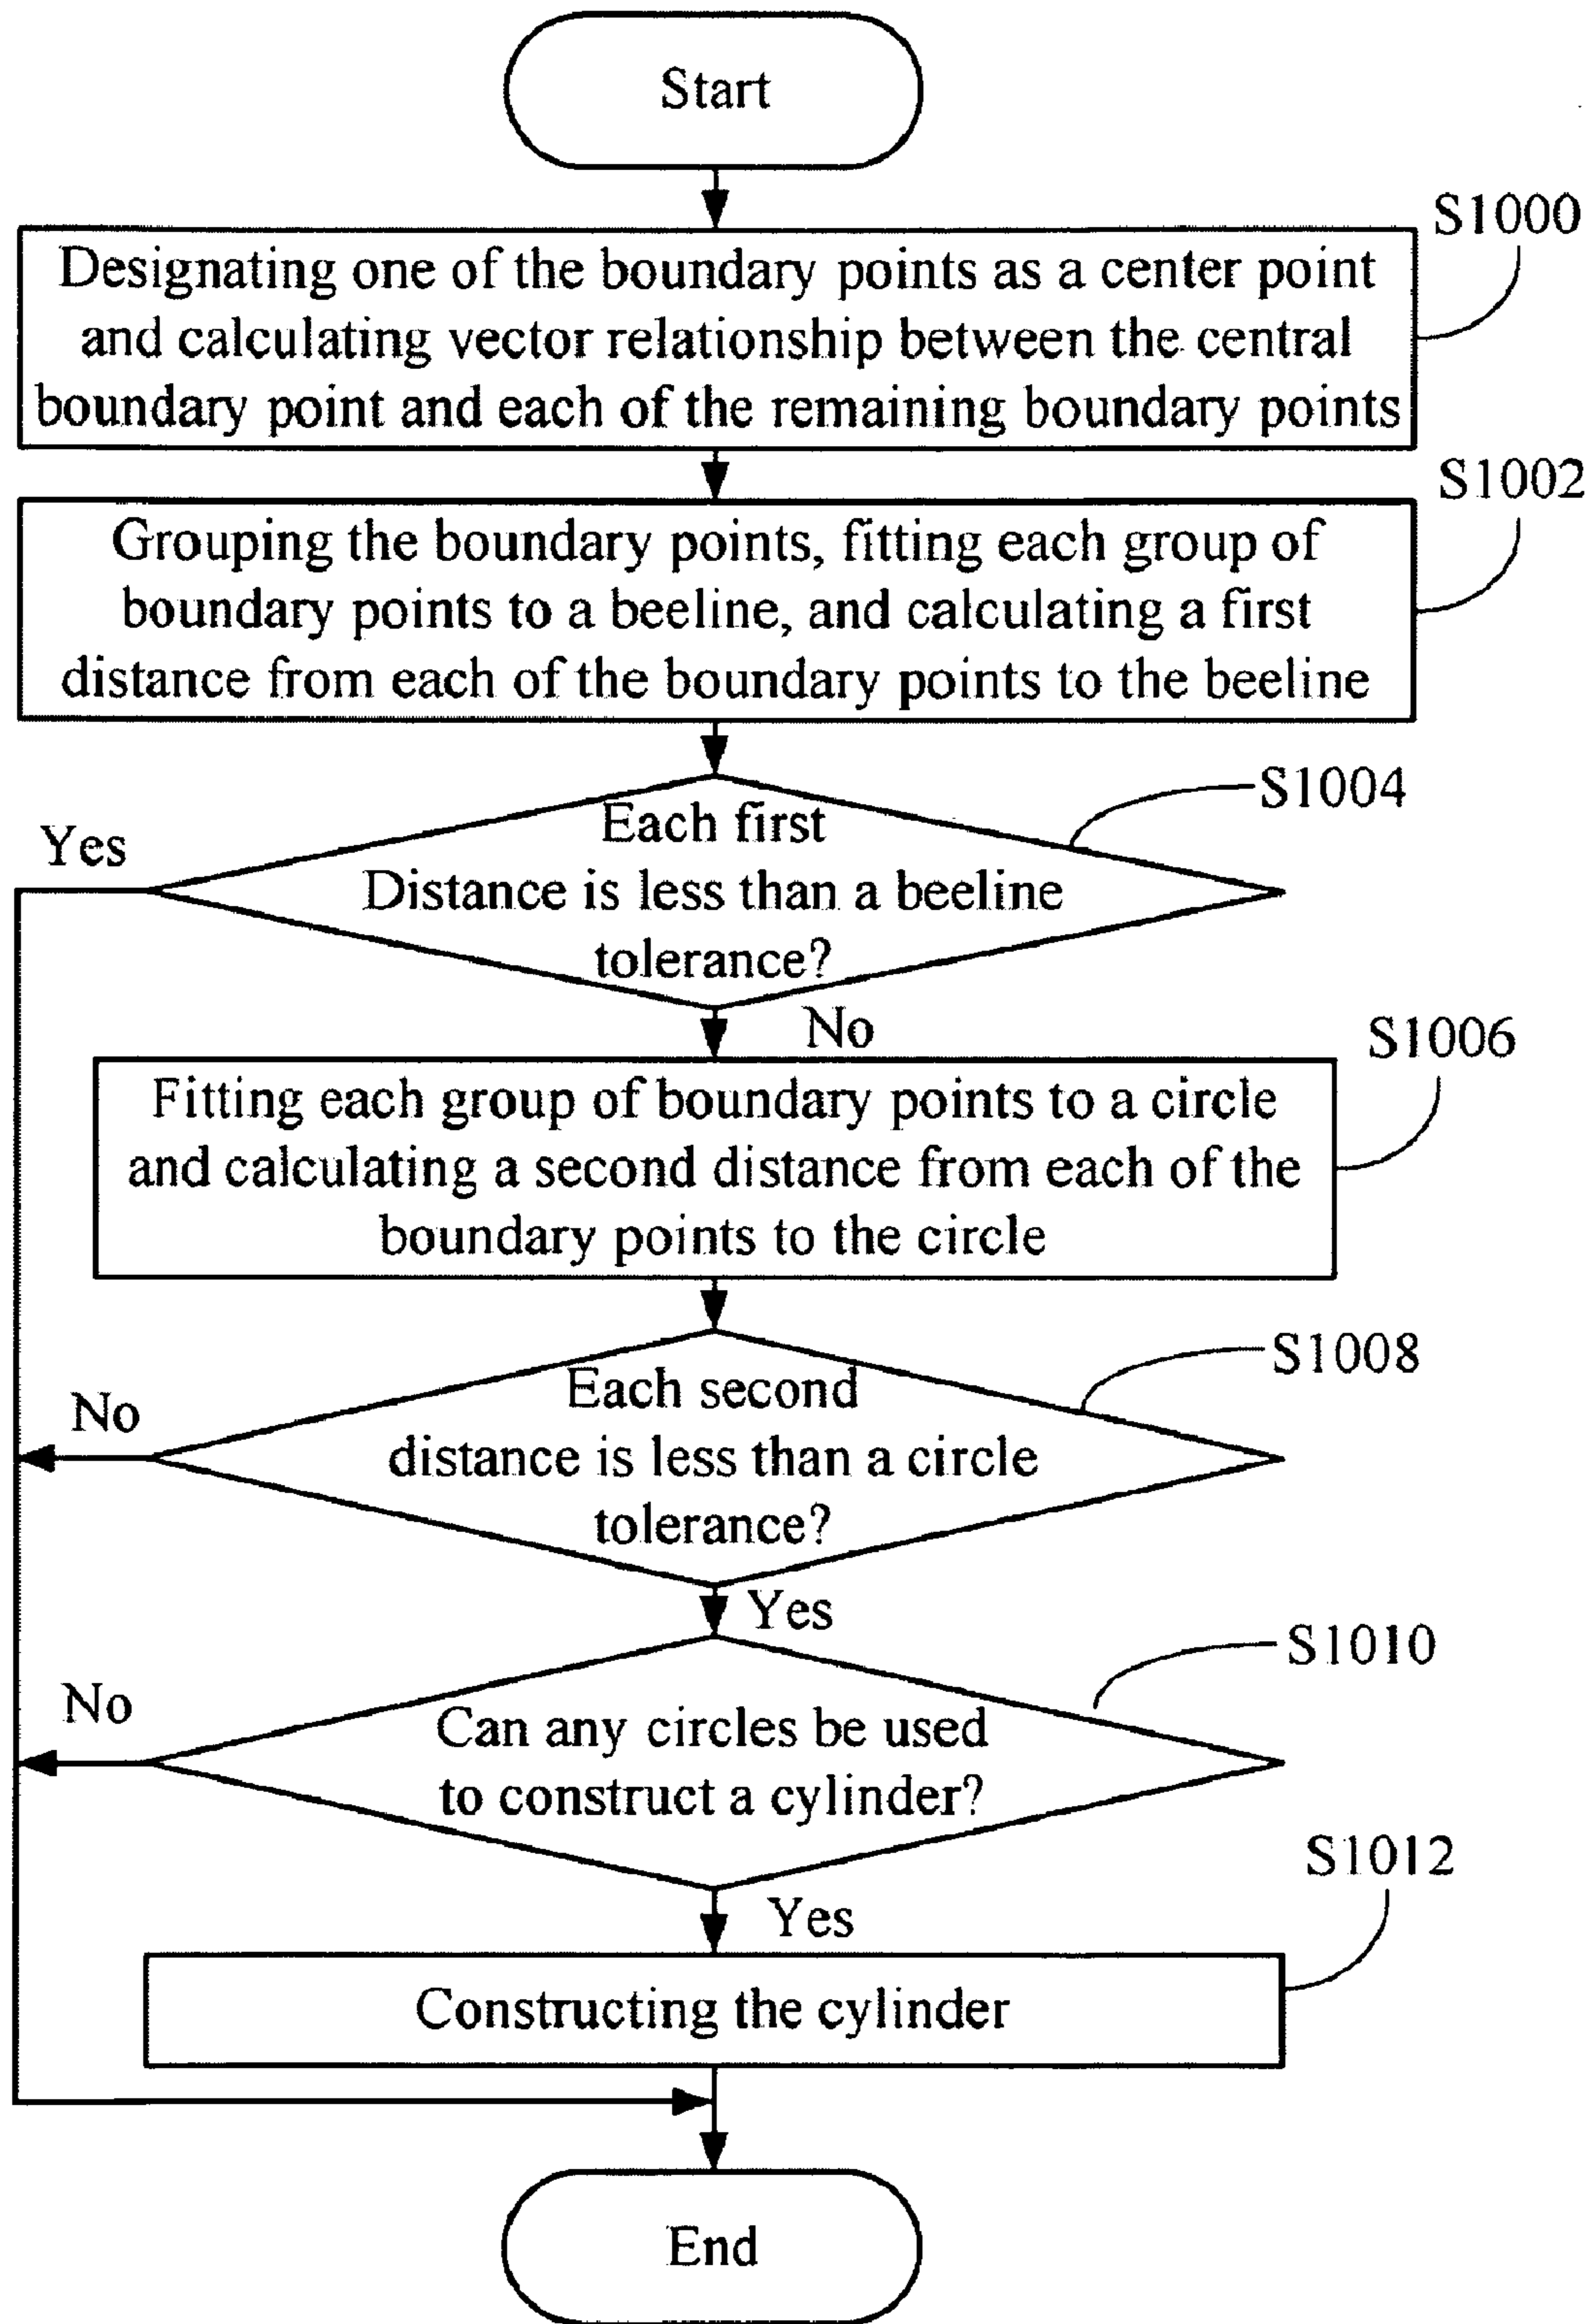 Start
S1000
Designating one of the boundary points as a center point
and calculating vector relationship between the central
boundary point and each of the remaining boundary points
S1002
Grouping the boundary points, fitting each group of
boundary points to a beeline, and calculating a first
distance from each of the boundary points to the beeline
S1004
Yes
Each first
Distance is less than a beeline
tolerance?
No
S1006
Fitting each group of boundary points to a circle
and calculating a second distance from each of the
boundary points to the circle
S1008
No
Each second
distance is less than a circle
tolerance?
Yes
S1010
No
Can any circles be used
to construct a cylinder?
S1012
Yes
Constructing the cylinder
End